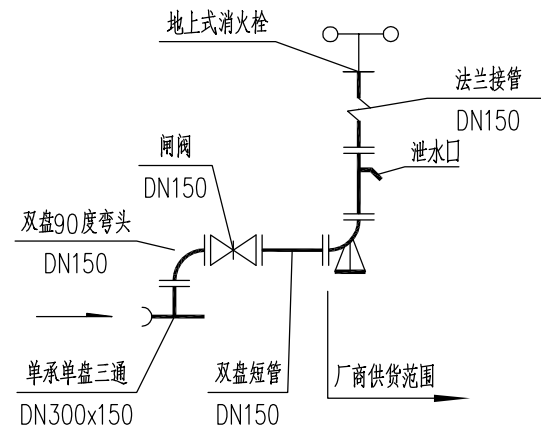 地上式消火栓
法兰接管
DN150
泄水口
闸阀
DN150
双盘90度弯头
DN150
单承单盘三通
DN300x150
双盘短管
DN150
厂商供货范围